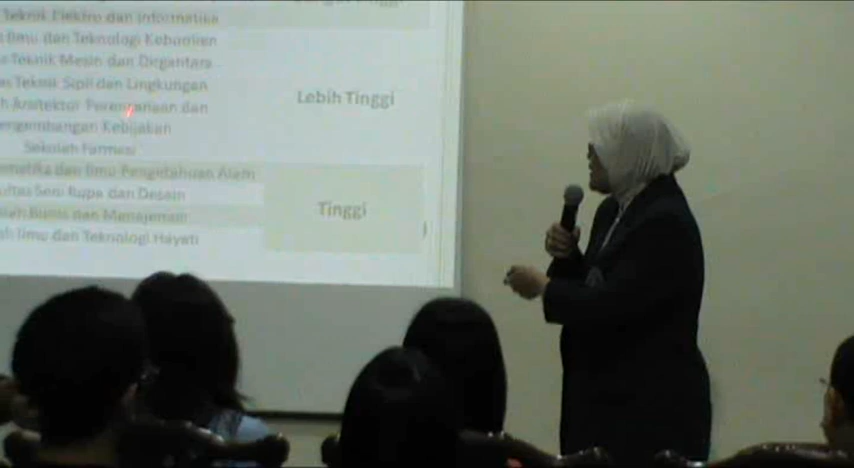 Teknik Elektro dan Informatika
Ilmu dan Teknologi Kebumian
Teknik Mesin dan Dirgantara
Teknik Sipil dan Lingkungan
Arsitektur Perencanaan dan
Pengembangan Kebijakan
Sekolah Farmasi
Lebih Tinggi
dan Ilmu Pengetahuan Alam
Seni Rupa dan Desain
Bisnis dan Manajemen
Ilmu dan Teknologi Hayati
Tinggi